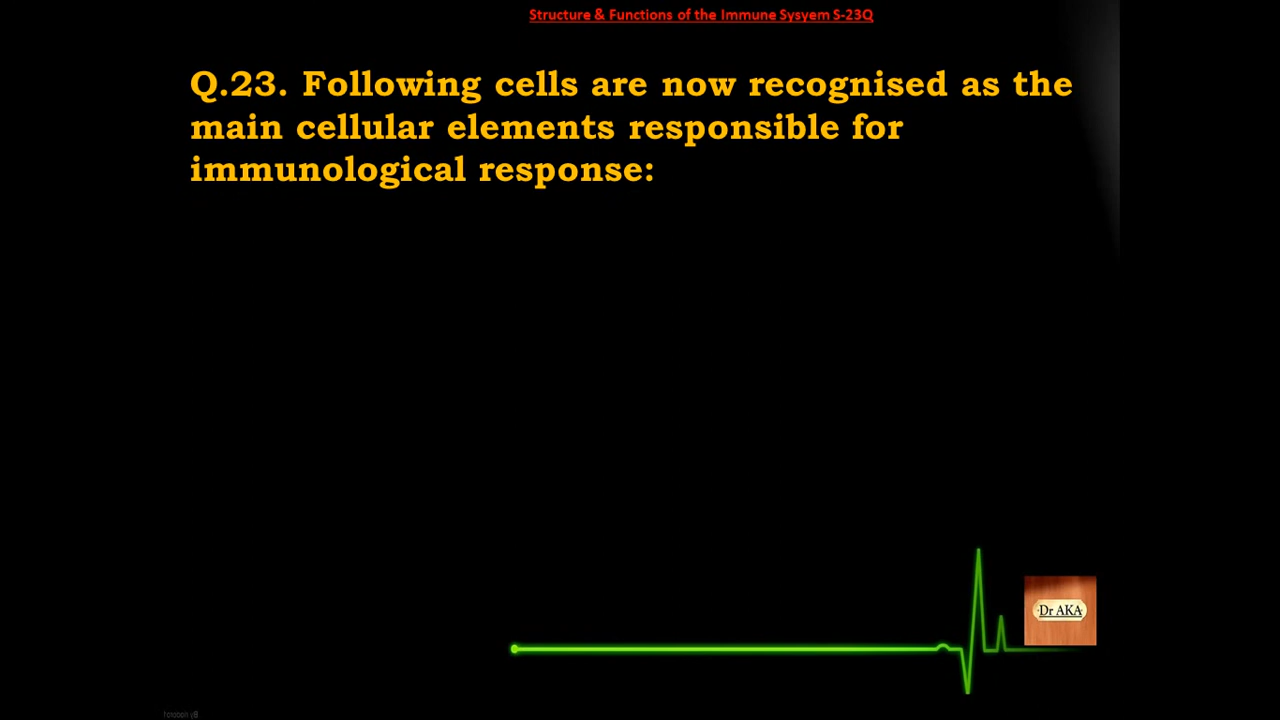 Structure & Functions of the Immune Sysyem S-23Q
Q.23. Following cells are now recognised as the
main cellular elements responsible for
immunological response:
Dr AKA